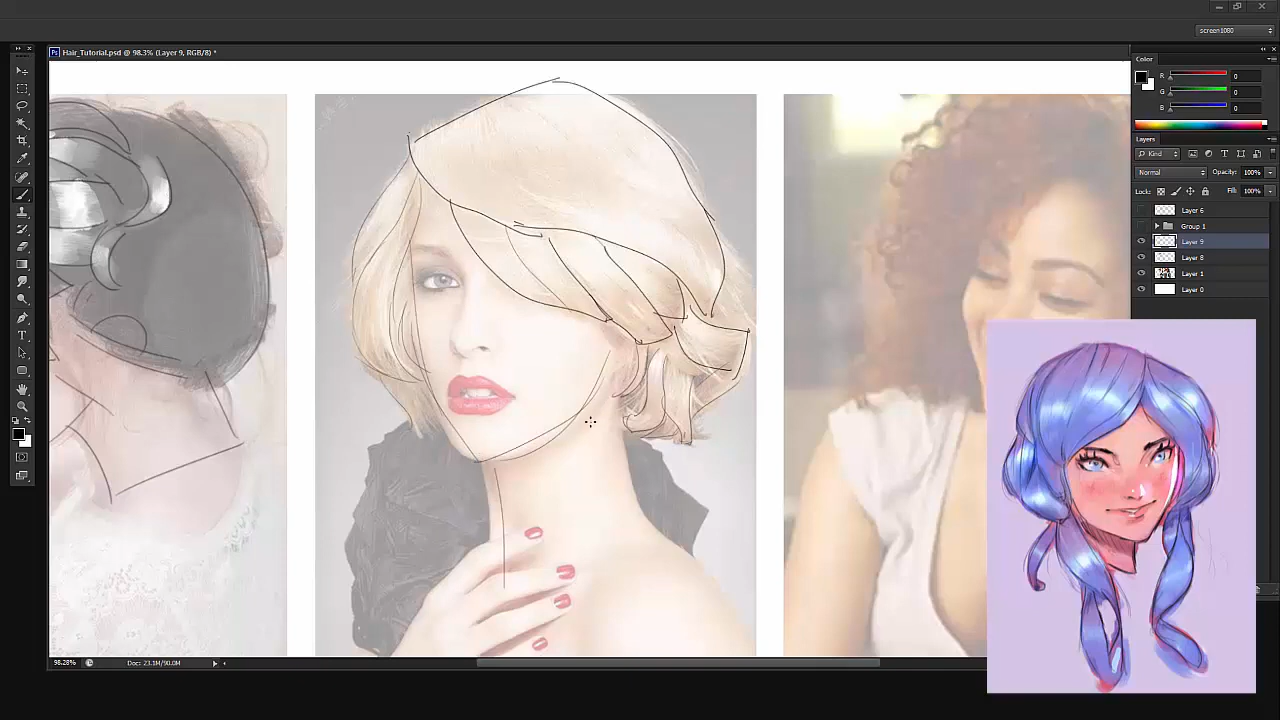 screen1080
Hair_Tutorial.psd @ 98.3% (Layer 9, RGB/8) *
Color
R 0
G 0
B 0
Layers
Kind
Normal Opacity: 100%
Lock: Fill: 100%
Layer 6
Group 1
Layer 9
Layer 8
Layer 1
Layer 0
98.28% Doc: 23.1M/90.0M